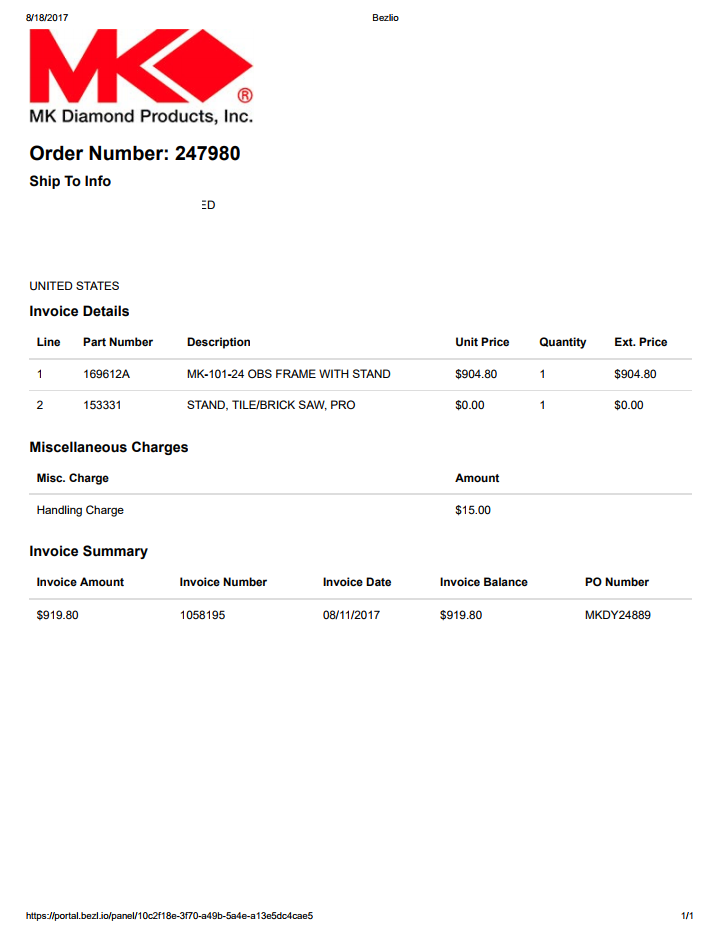 8/18/2017 Bezlio
MK ®
MK Diamond Products, Inc.
Order Number: 247980
Ship To Info
ED
UNITED STATES
Invoice Details
Line Part Number Description Unit Price Quantity Ext. Price
1 169612A MK-101-24 OBS FRAME WITH STAND $904.80 1 $904.80
2 153331 STAND, TILE/BRICK SAW, PRO $0.00 1 $0.00
Miscellaneous Charges
Misc. Charge Amount
Handling Charge $15.00
Invoice Summary
Invoice Amount Invoice Number Invoice Date Invoice Balance PO Number
$919.80 1058195 08/11/2017 $919.80 MKDY24889
https://portal.bezl.io/panel/10c2f18e-3f70-a49b-5a4e-a13e5dc4cae5 1/1